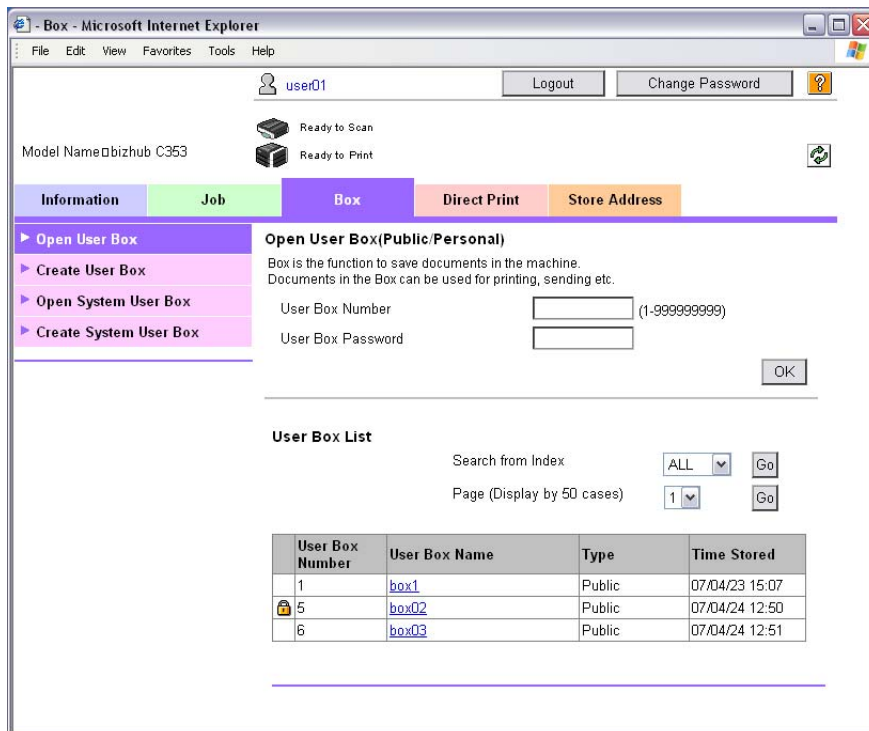 - Box - Microsoft Internet Explorer
File Edit View Favorites Tools Help
user01 Logout Change Password ?
Ready to Scan
Model Name□bizhub C353 Ready to Print
Information Job Box Direct Print Store Address
Open User Box
Create User Box
Open System User Box
Create System User Box
Open User Box(Public/Personal)
Box is the function to save documents in the machine.
Documents in the Box can be used for printing, sending etc.
User Box Number (1-999999999)
User Box Password
OK
User Box List
Search from Index ALL Go
Page (Display by 50 cases) 1 Go
User Box Number User Box Name Type Time Stored
1 box1 Public 07/04/23 15:07
5 box02 Public 07/04/24 12:50
6 box03 Public 07/04/24 12:51